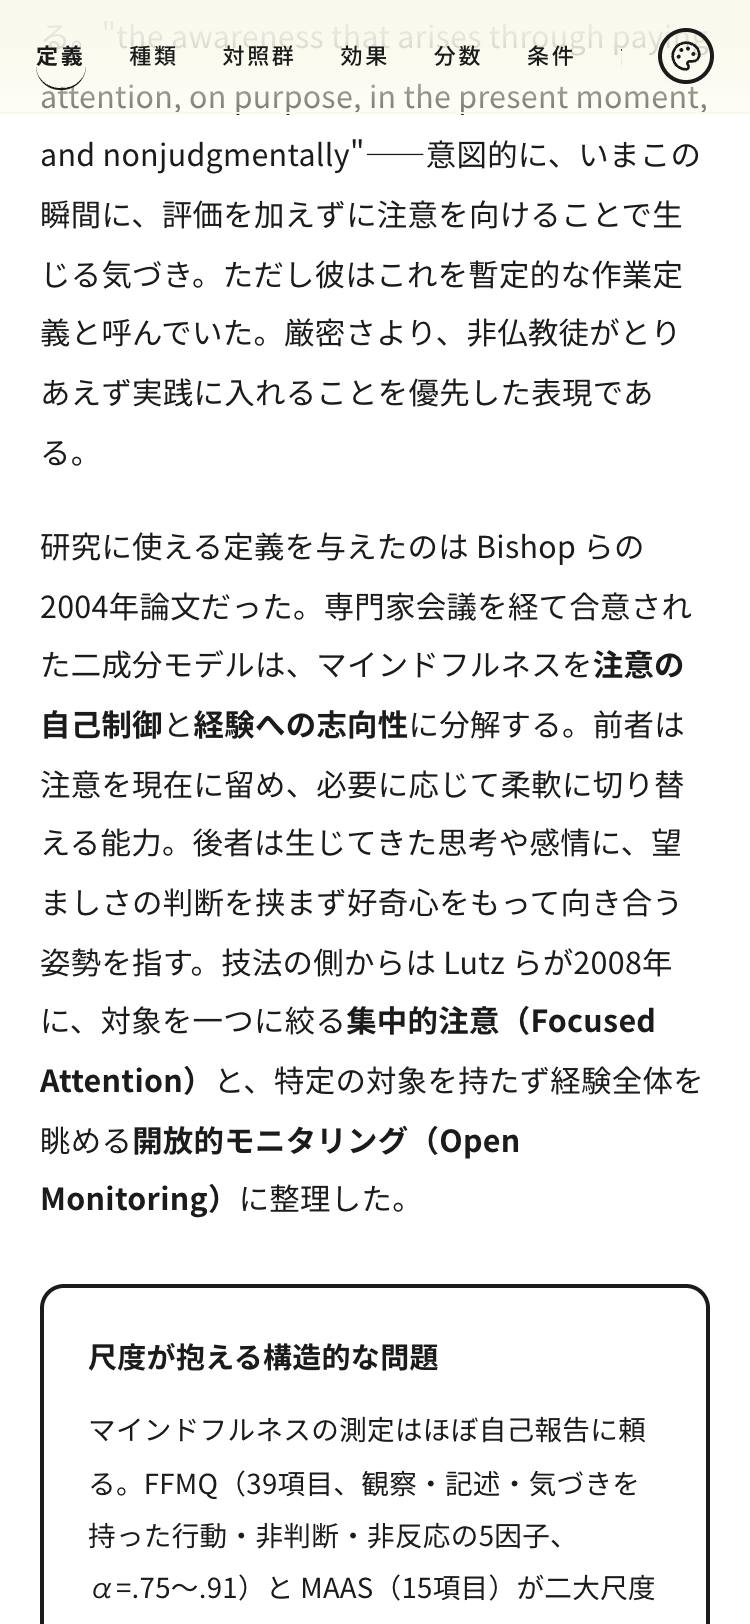 定義 種類 対照群 効果 分数 条件
る。"the awareness that arises through paying
attention, on purpose, in the present moment,
and nonjudgmentally"——意図的に、いまこの
瞬間に、評価を加えずに注意を向けることで生
じる気づき。ただし彼はこれを暫定的な作業定
義と呼んでいた。厳密さより、非仏教徒がとり
あえず実践に入れることを優先した表現であ
る。
研究に使える定義を与えたのは Bishop らの
2004年論文だった。専門家会議を経て合意され
た二成分モデルは、マインドフルネスを注意の
自己制御と経験への志向性に分解する。前者は
注意を現在に留め、必要に応じて柔軟に切り替
える能力。後者は生じてきた思考や感情に、望
ましさの判断を挟まず好奇心をもって向き合う
姿勢を指す。技法の側からは Lutz らが2008年
に、対象を一つに絞る集中的注意（Focused
Attention）と、特定の対象を持たず経験全体を
眺める開放的モニタリング（Open
Monitoring）に整理した。
尺度が抱える構造的な問題
マインドフルネスの測定はほぼ自己報告に頼
る。FFMQ（39項目、観察・記述・気づきを
持った行動・非判断・非反応の5因子、
α=.75〜.91）と MAAS（15項目）が二大尺度